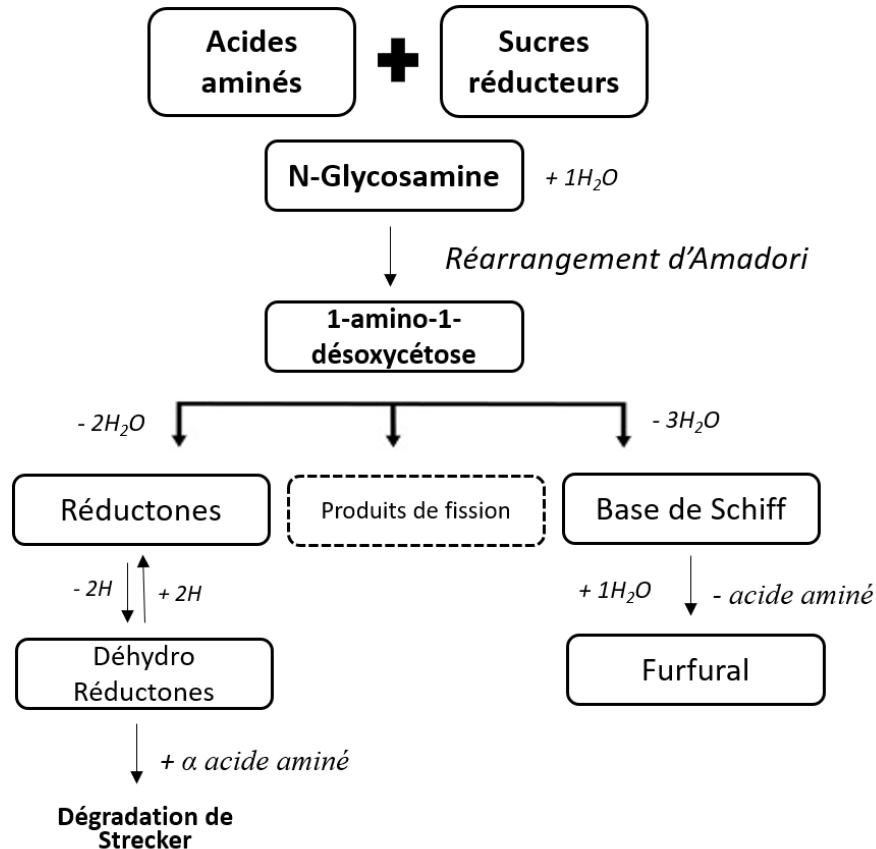 Acides
aminés
Sucres
réducteurs
N-Glycosamine
+ 1H₂O
Réarrangement d’Amadori
1-amino-1-
désoxycétose
- 2H₂O
- 3H₂O
Réductones
Produits de fission
Base de Schiff
- 2H
+ 2H
+ 1H₂O
- acide aminé
Déhydro
Réductones
Furfural
+ α acide aminé
Dégradation de
Strecker